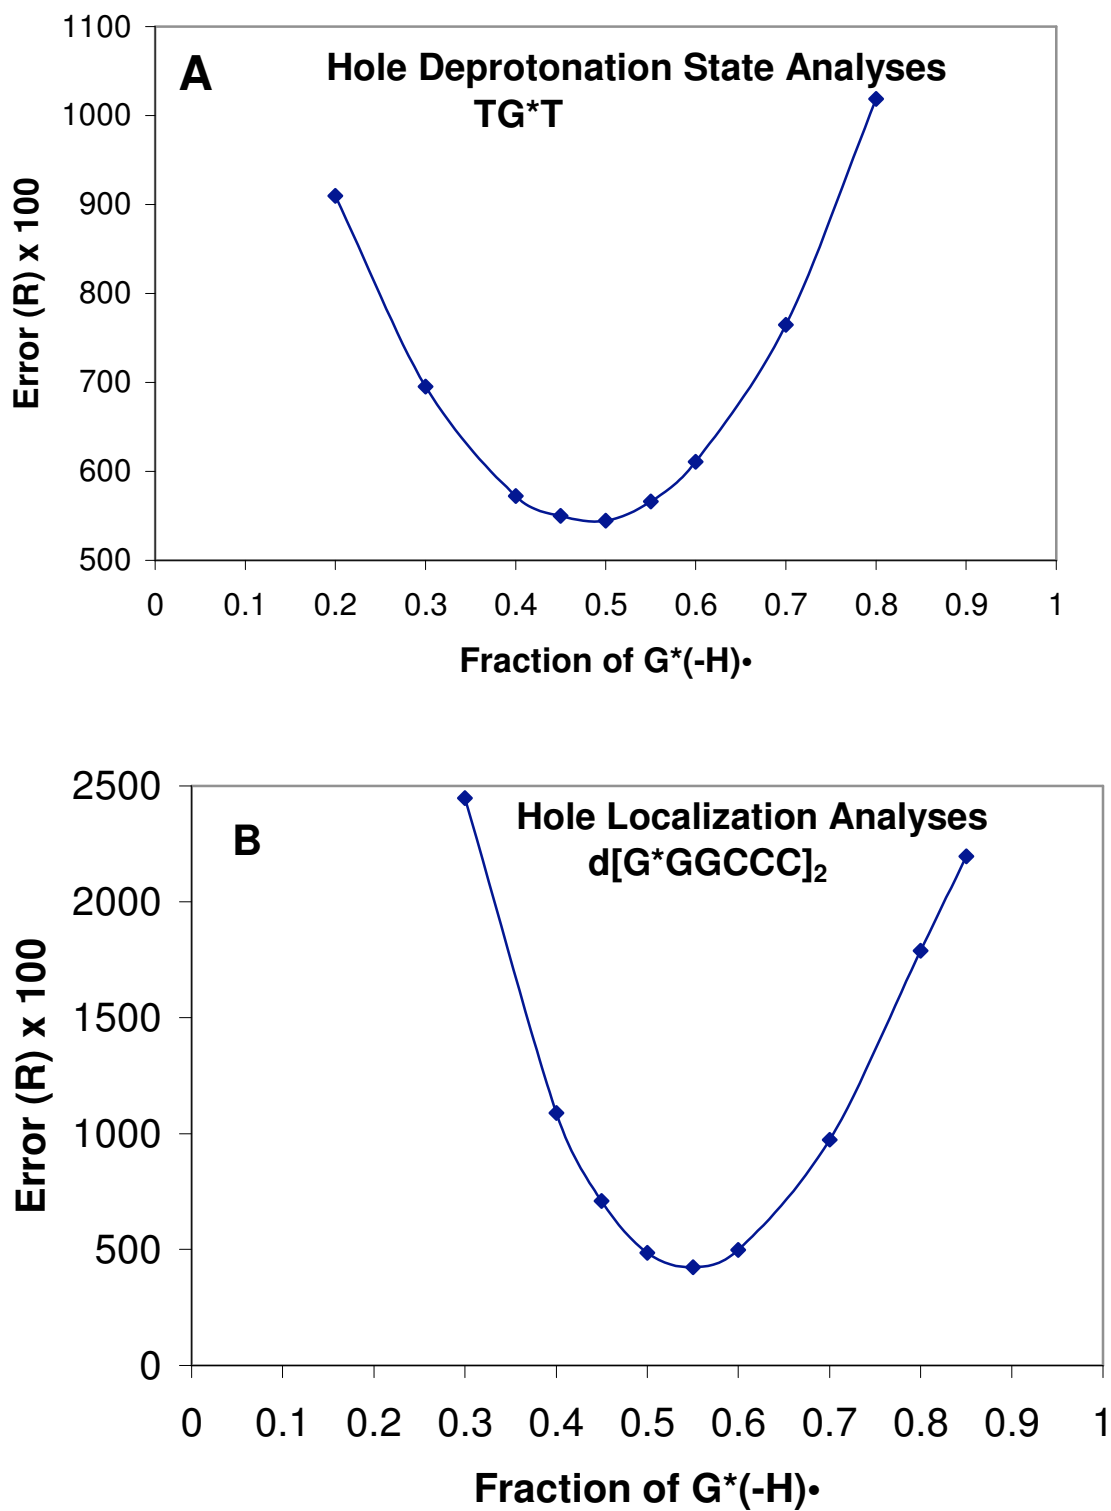 1100
1000
900
800
700
600
500
A
Hole Deprotonation State Analyses
TG*T
Error (R) x 100
0 0.1 0.2 0.3 0.4 0.5 0.6 0.7 0.8 0.9 1
Fraction of G*(-H)•
2500
2000
1500
1000
500
0
B
Hole Localization Analyses
d[G*GGCCC]₂
Error (R) x 100
0 0.1 0.2 0.3 0.4 0.5 0.6 0.7 0.8 0.9 1
Fraction of G*(-H)•